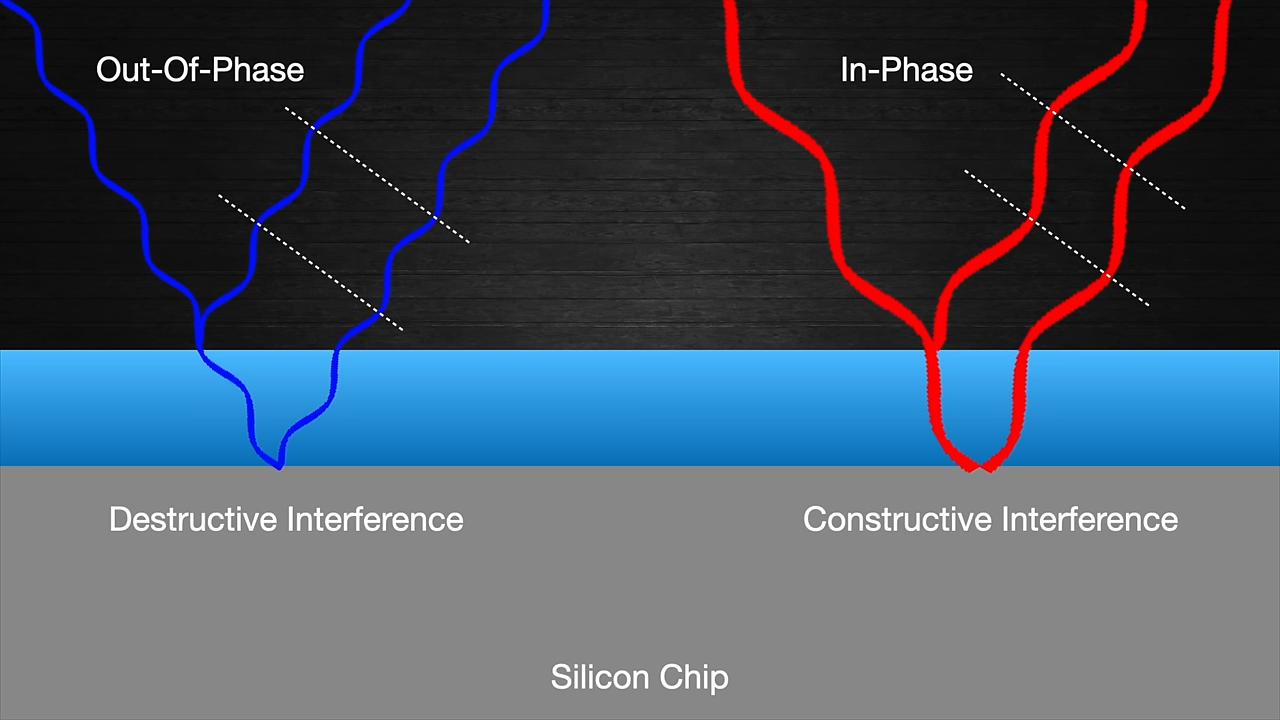 Out-Of-Phase
In-Phase
Destructive Interference
Constructive Interference
Silicon Chip